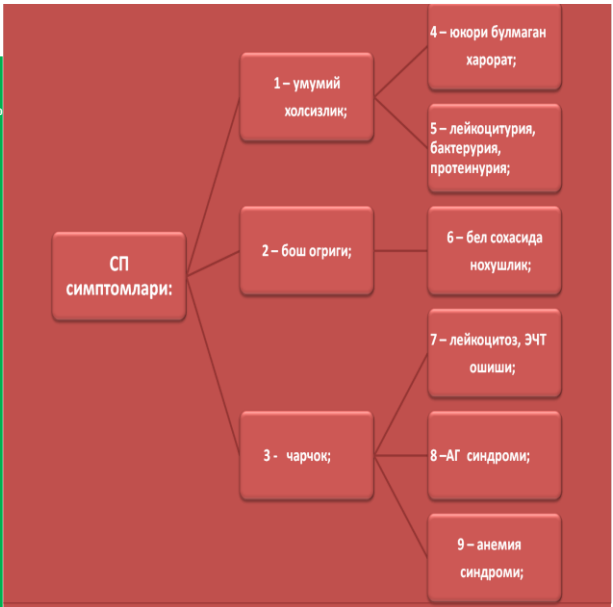 СП
симптомлари:
1 – умумий
холсизлик;
2 – бош огриги;
3 -   чарчок;
4 – юкори булмаган
харорат;
5 – лейкоцитурия,
бактерурия,
протеинурия;
6 – бел сохасида
нохушлик;
7 – лейкоцитоз, ЭЧТ
ошиши;
8 –АГ  синдроми;
9 – анемия
синдроми;